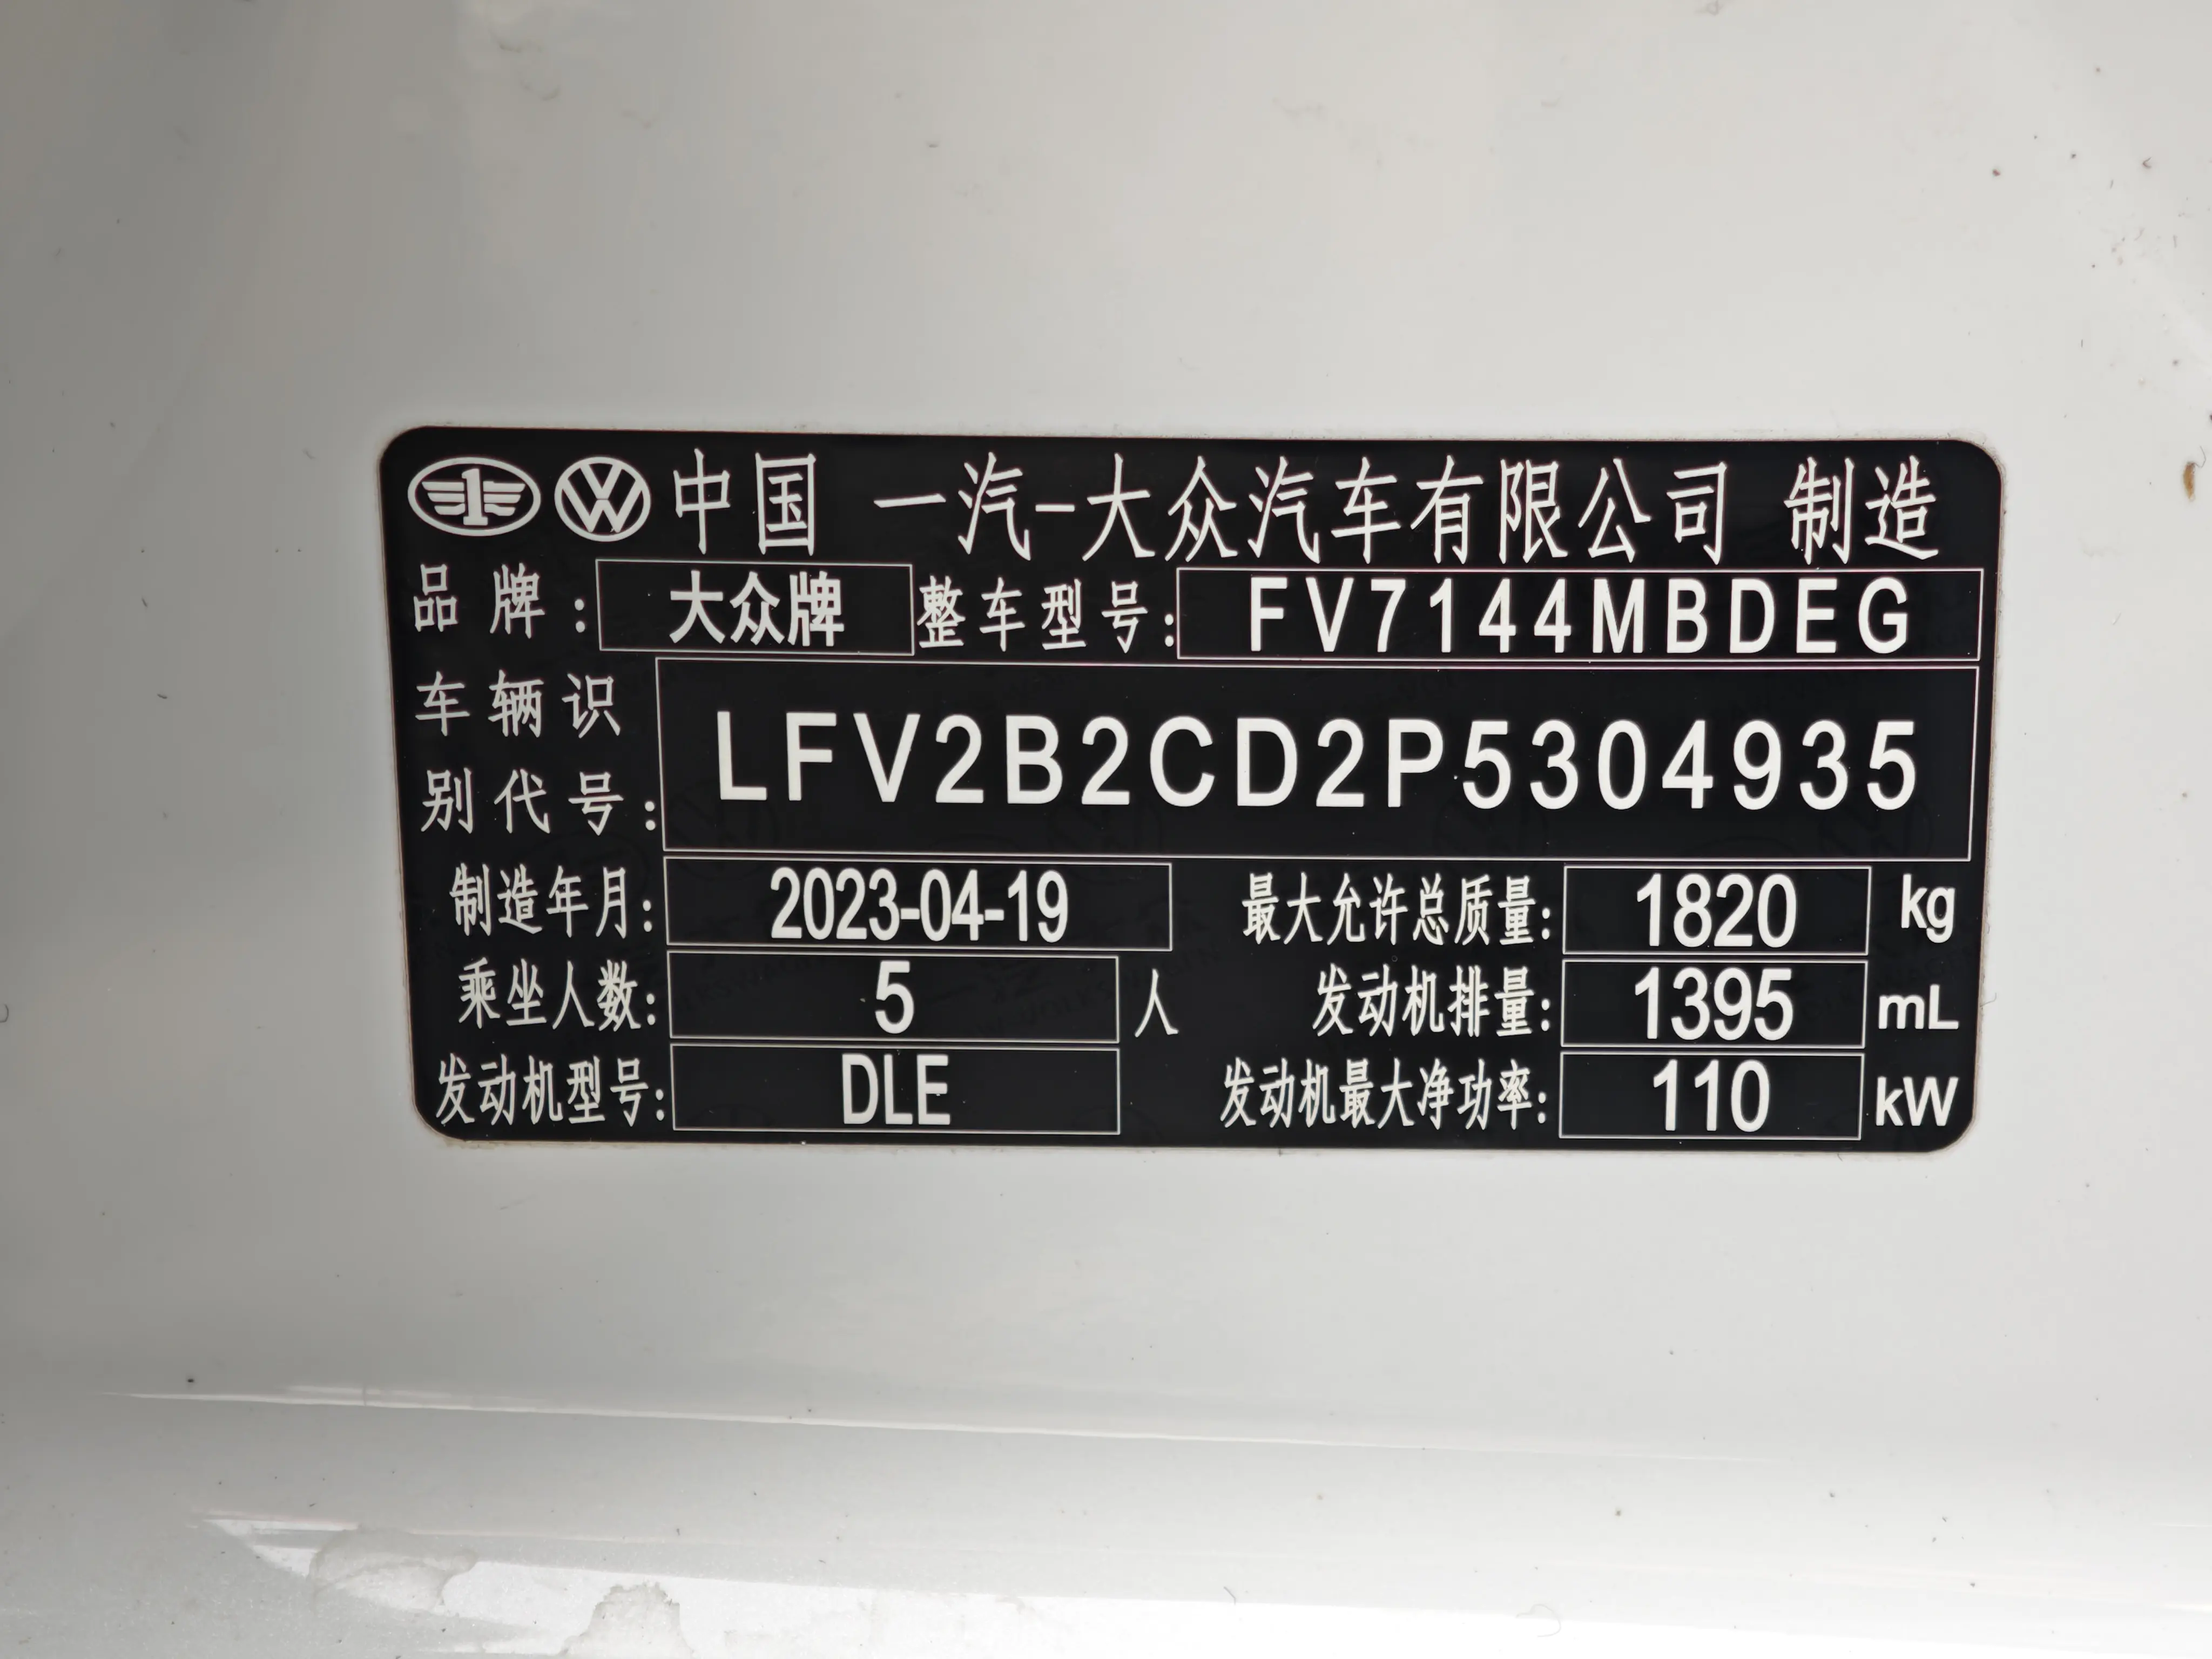 中国 一汽-大众汽车有限公司 制造
品牌: 大众牌 整车型号: FV7144MBDEG
车辆识
别代号: LFV2B2CD2P5304935
制造年月: 2023-04-19 最大允许总质量: 1820 kg
乘坐人数: 5 人 发动机排量: 1395 mL
发动机型号: DLE 发动机最大净功率: 110 kW